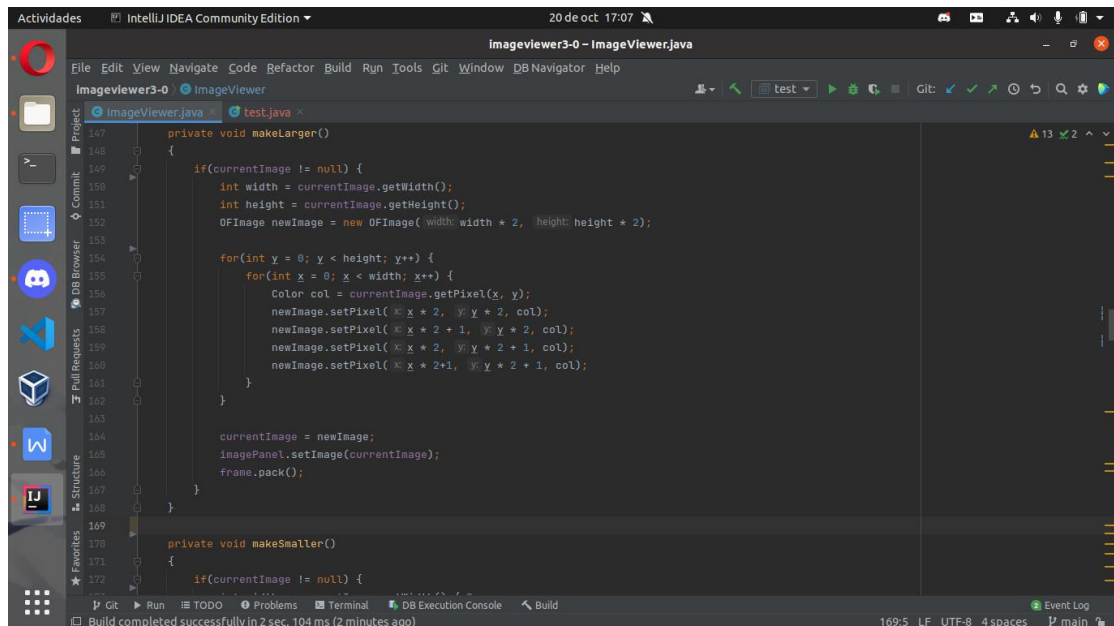 Actividades IntelliJ IDEA Community Edition 20 de oct 17:07
imageviewer3-0 – ImageViewer.java
File Edit View Navigate Code Refactor Build Run Tools Git Window DB Navigator Help
imageviewer3-0 ImageViewer test Git:
ImageViewer.java test.java
Project
Commit
DB Browser
Pull Requests
Structure
Favorites
13 2
147 private void makeLarger()
148 {
149 if(currentImage != null) {
150 int width = currentImage.getWidth();
151 int height = currentImage.getHeight();
152 OFImage newImage = new OFImage( width: width * 2, height: height * 2);
153
154 for(int y = 0; y < height; y++) {
155 for(int x = 0; x < width; x++) {
156 Color col = currentImage.getPixel(x, y);
157 newImage.setPixel( x: x * 2, y: y * 2, col);
158 newImage.setPixel( x: x * 2 + 1, y: y * 2, col);
159 newImage.setPixel( x: x * 2, y: y * 2 + 1, col);
160 newImage.setPixel( x: x * 2+1, y: y * 2 + 1, col);
161 }
162 }
163
164 currentImage = newImage;
165 imagePanel.setImage(currentImage);
166 frame.pack();
167 }
168 }
169
170 private void makeSmaller()
171 {
172 if(currentImage != null) {
Git Run TODO Problems Terminal DB Execution Console Build 2 Event Log
Build completed successfully in 2 sec, 104 ms (2 minutes ago) 169:5 LF UTF-8 4 spaces main